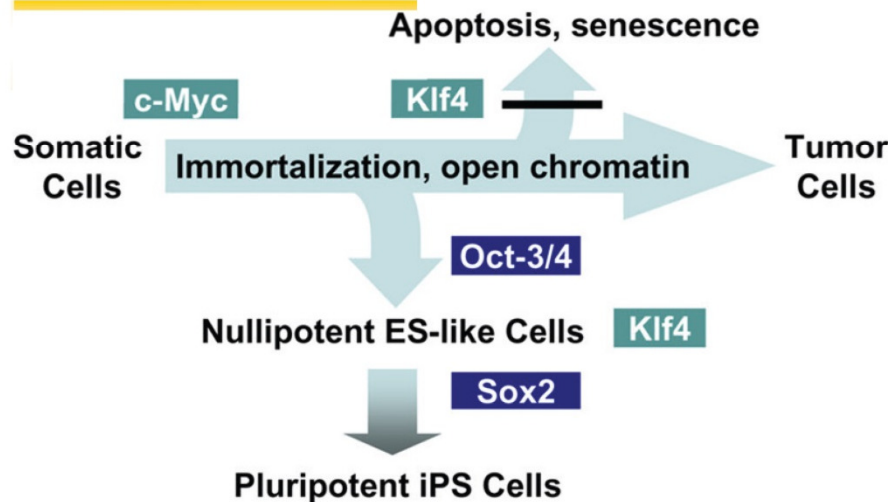 Apoptosis, senescence
c-Myc
Klf4
Somatic
Cells
Immortalization, open chromatin
Tumor
Cells
Oct-3/4
Nullipotent ES-like Cells
Klf4
Sox2
Pluripotent iPS Cells